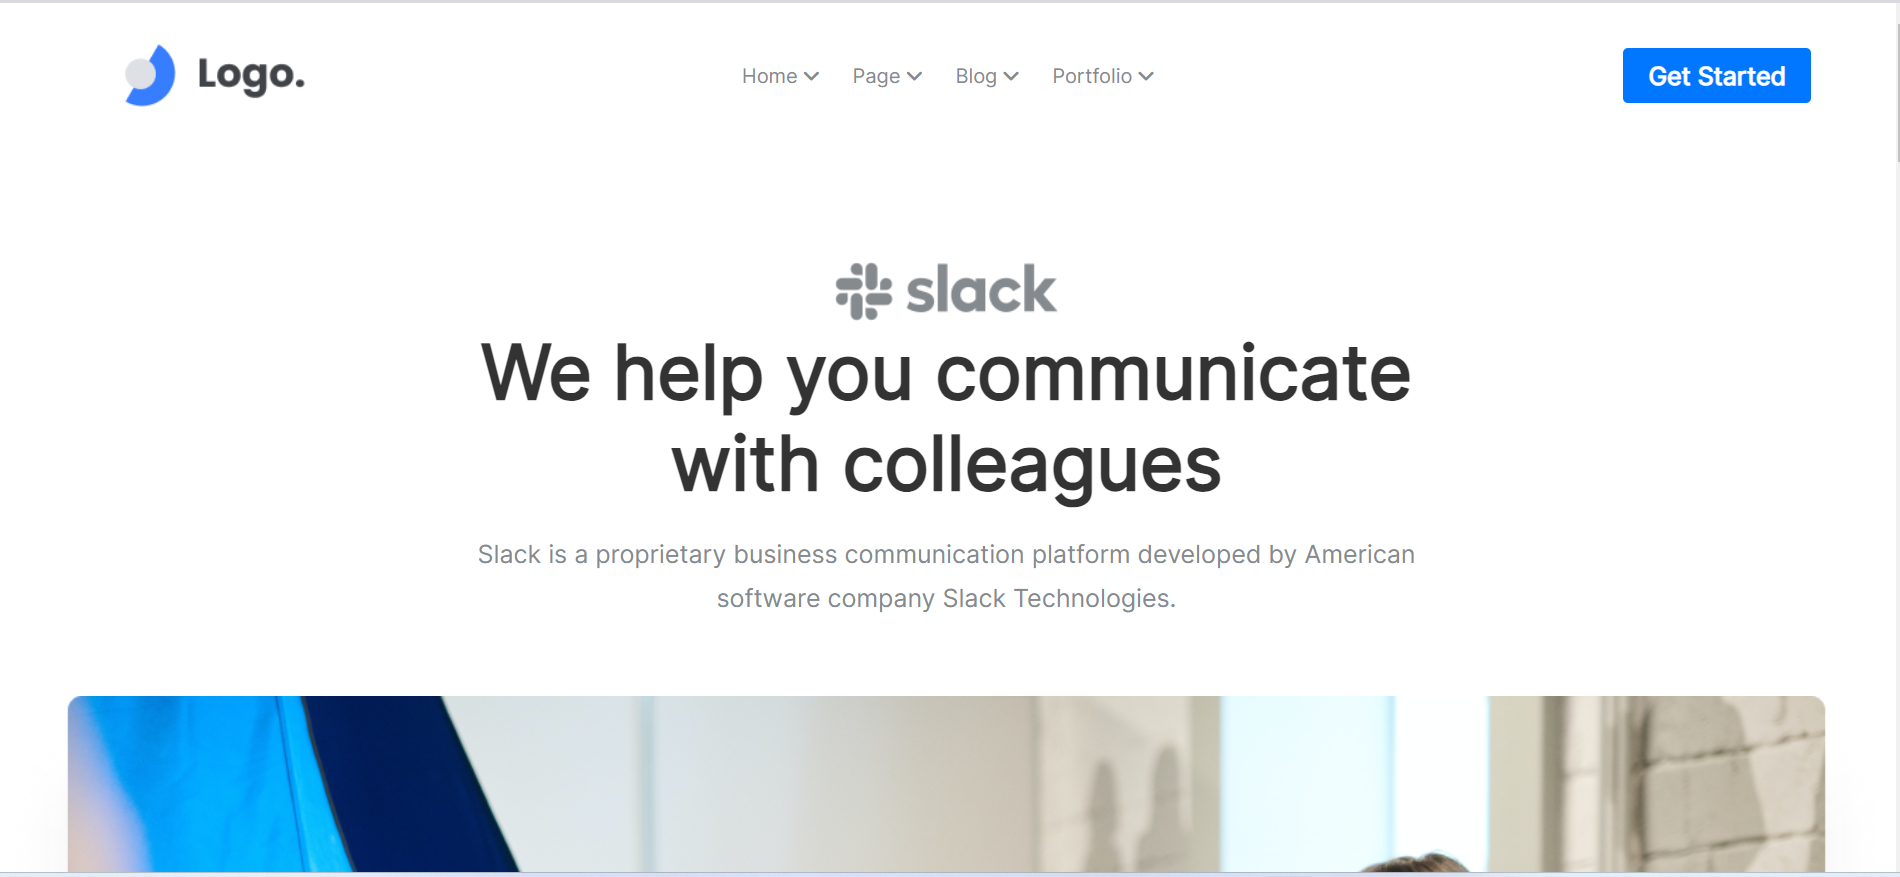 Logo.
Home Page Blog Portfolio
Get Started
slack
We help you communicate
with colleagues
Slack is a proprietary business communication platform developed by American
software company Slack Technologies.